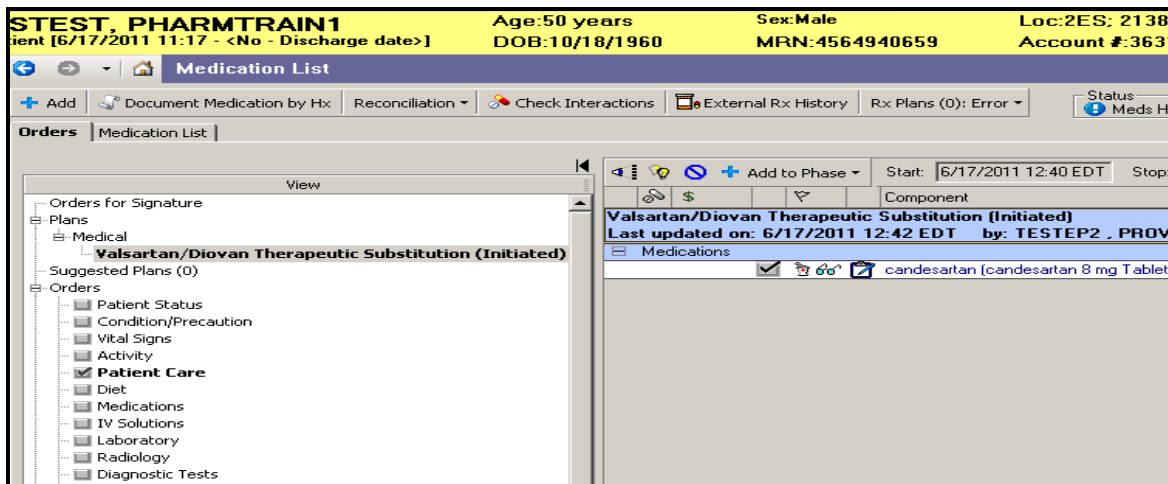 STEST, PHARMTRAIN1 Age:50 years Sex:Male Loc:2ES; 2138
ient [6/17/2011 11:17 - <No - Discharge date>] DOB:10/18/1960 MRN:4564940659 Account #:363
Medication List
Add Document Medication by Hx Reconciliation Check Interactions External Rx History Rx Plans (0): Error Status
Meds H
Orders Medication List
Add to Phase Start: 6/17/2011 12:40 EDT Stop:
View
$ Component
Orders for Signature
Plans
Medical
Valsartan/Diovan Therapeutic Substitution (Initiated)
Suggested Plans (0)
Orders
Patient Status
Condition/Precaution
Vital Signs
Activity
Patient Care
Diet
Medications
IV Solutions
Laboratory
Radiology
Diagnostic Tests
Valsartan/Diovan Therapeutic Substitution (Initiated)
Last updated on: 6/17/2011 12:42 EDT by: TESTEP2 , PROV
Medications
candesartan (candesartan 8 mg Tablet